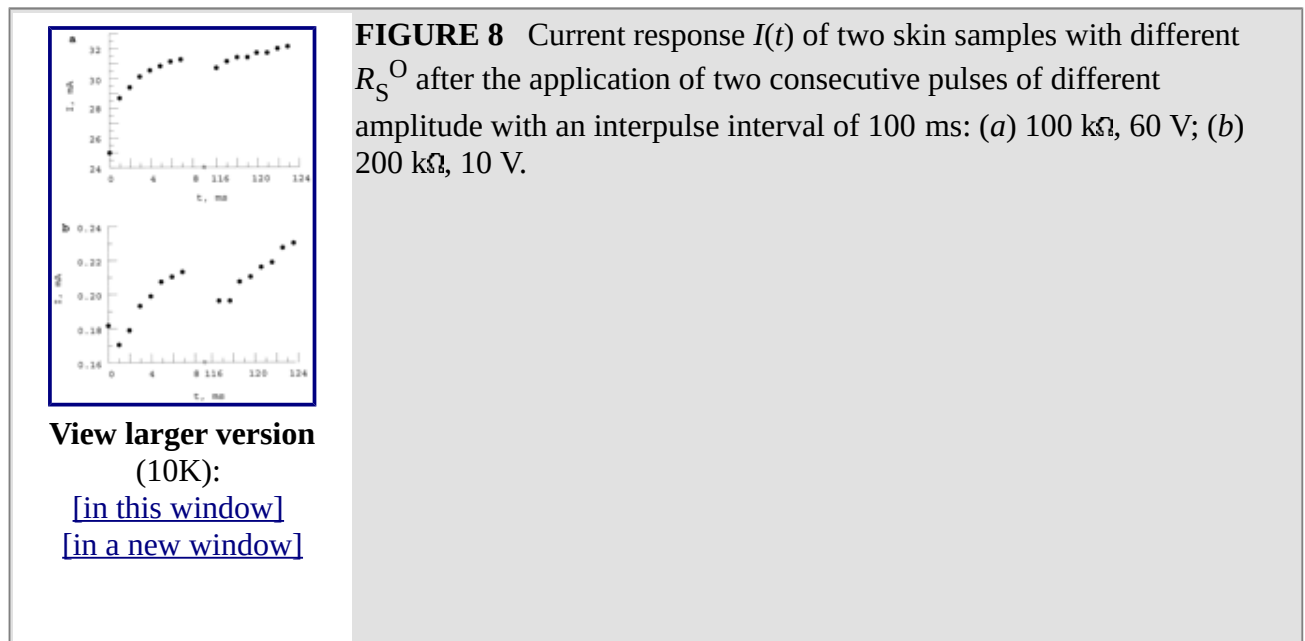 a
32
30
28
26
24
I, mA
0 4 8 116 120 124
t, ms
b
0.24
0.22
0.20
0.18
0.16
I, mA
0 4 8 116 120 124
t, ms
View larger version
(10K):
[in this window]
[in a new window]
FIGURE 8 Current response I(t) of two skin samples with different
RSO after the application of two consecutive pulses of different
amplitude with an interpulse interval of 100 ms: (a) 100 kΩ, 60 V; (b)
200 kΩ, 10 V.